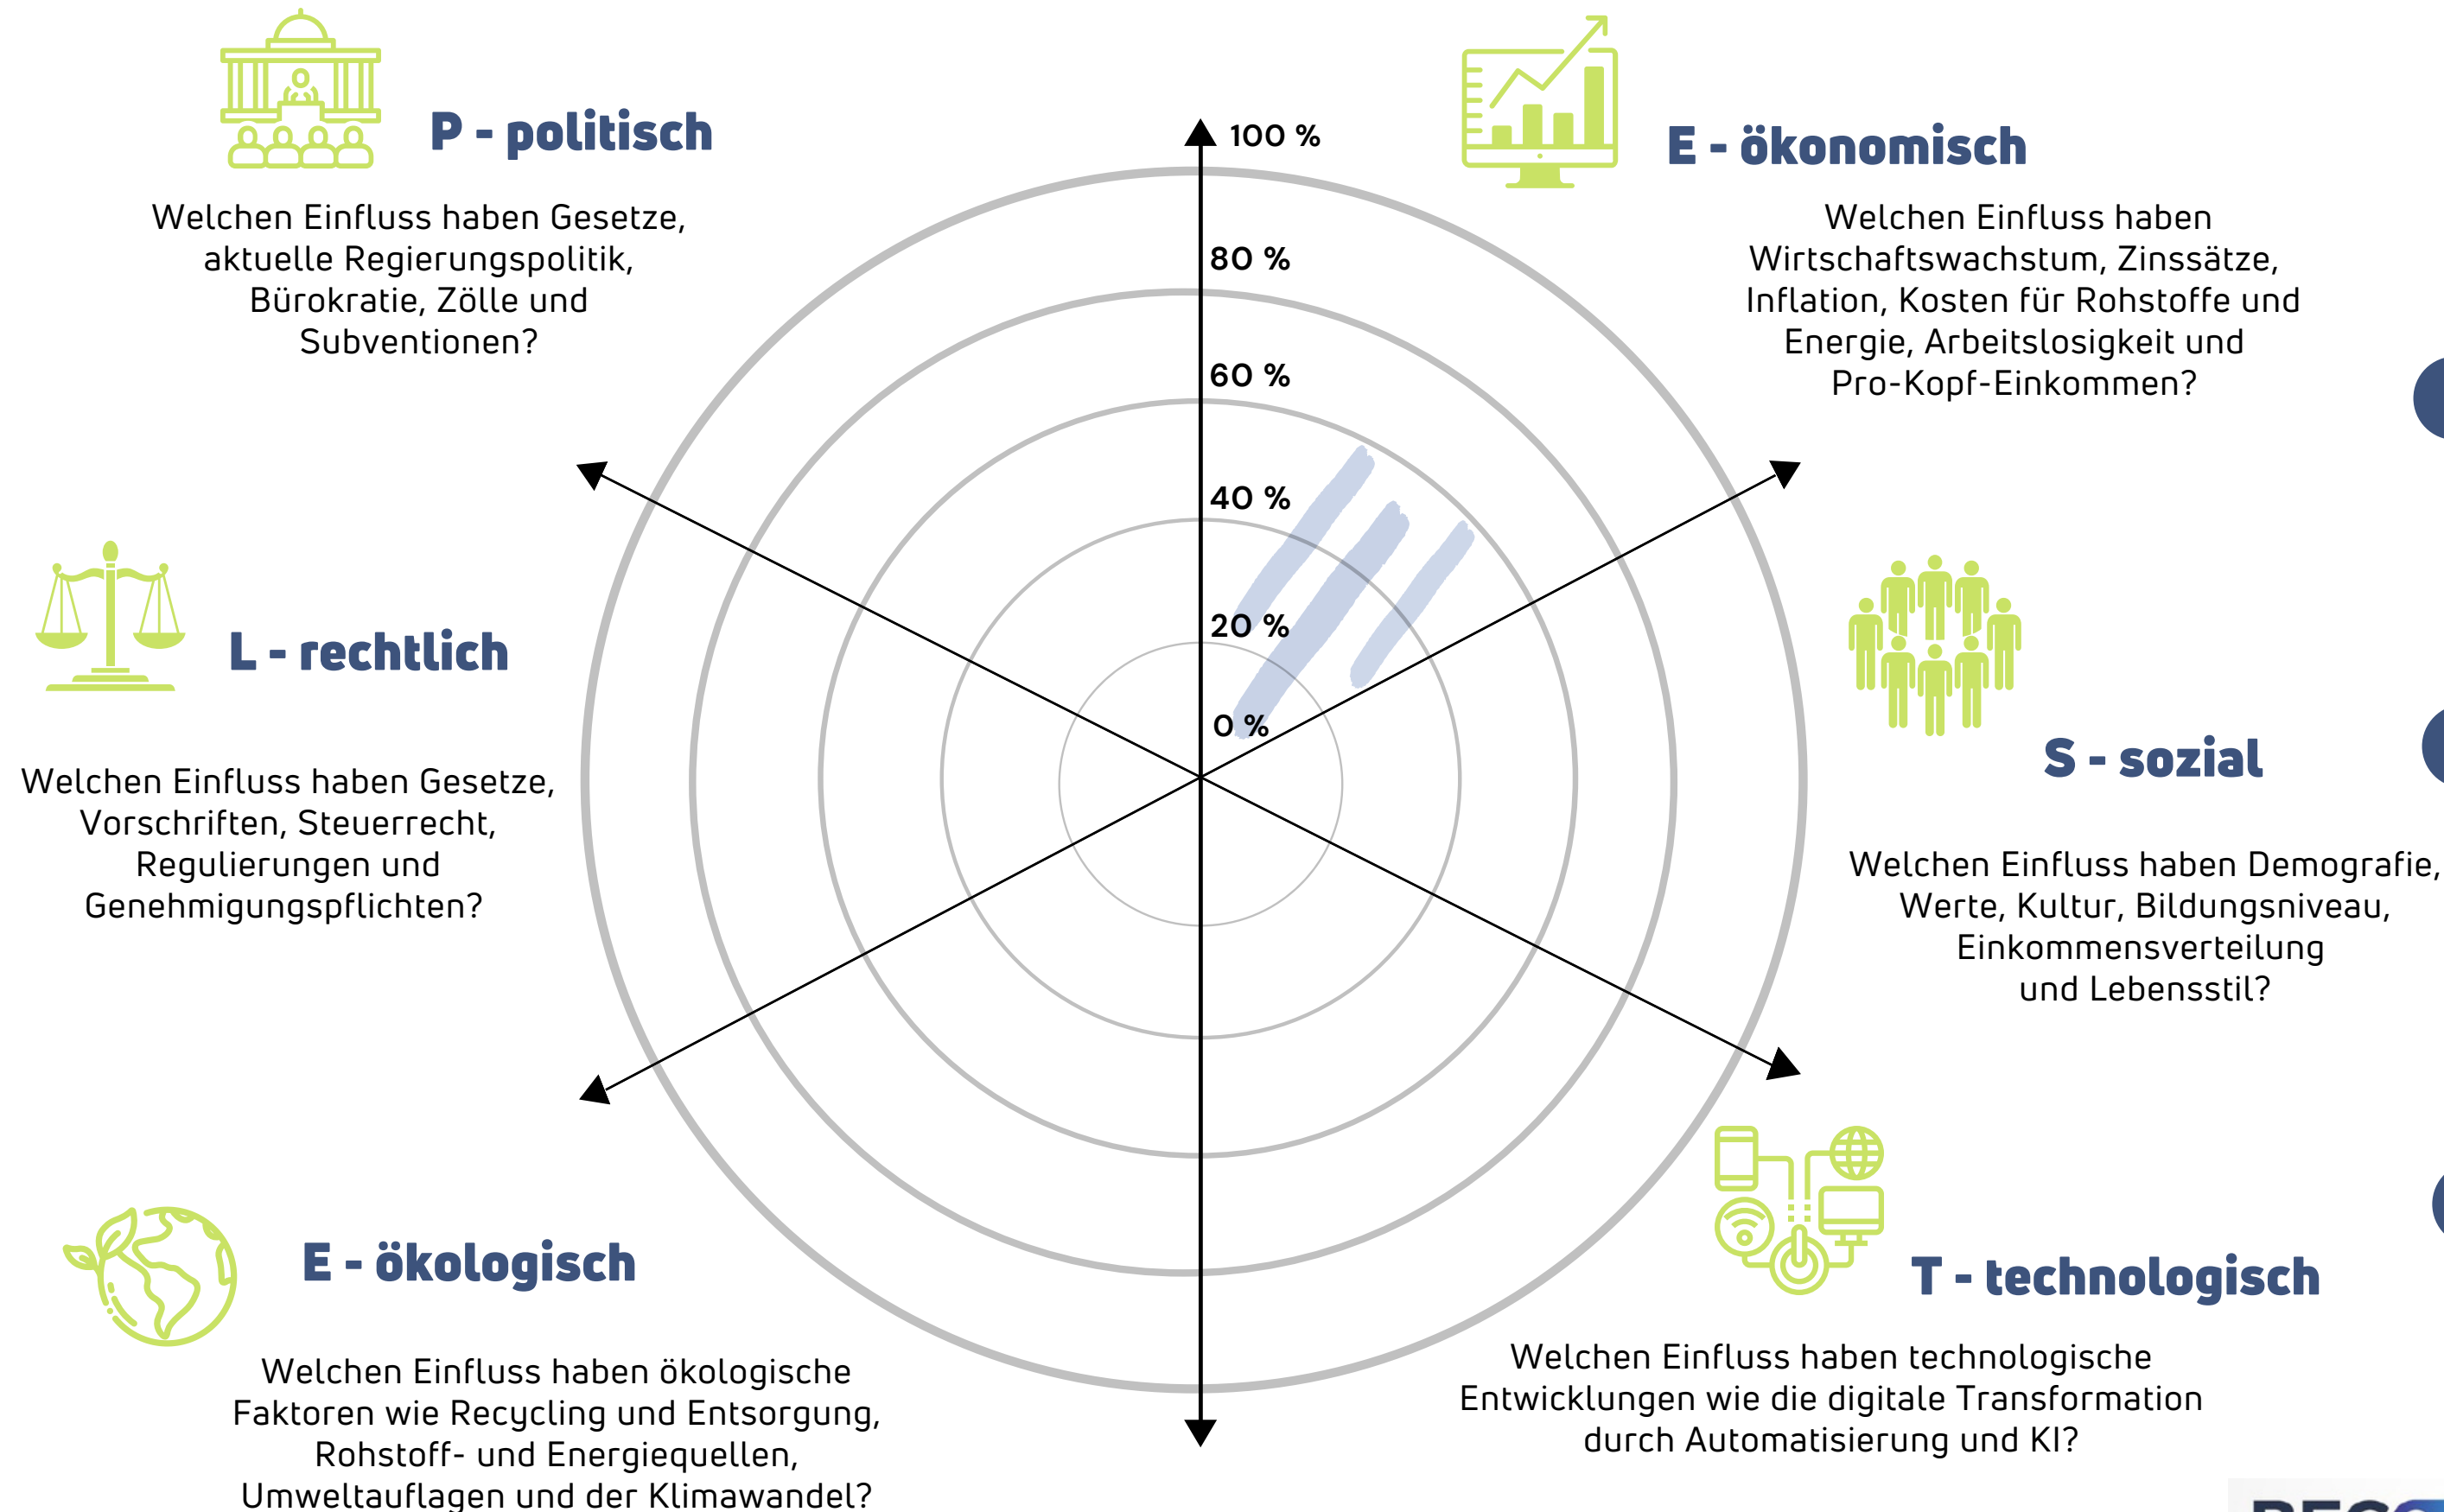 P - politisch
Welchen Einfluss haben Gesetze,
aktuelle Regierungspolitik,
Bürokratie, Zölle und
Subventionen?
100 %
80 %
60 %
40 %
20 %
0 %
E - ökonomisch
Welchen Einfluss haben
Wirtschaftswachstum, Zinssätze,
Inflation, Kosten für Rohstoffe und
Energie, Arbeitslosigkeit und
Pro-Kopf-Einkommen?
L - rechtlich
Welchen Einfluss haben Gesetze,
Vorschriften, Steuerrecht,
Regulierungen und
Genehmigungspflichten?
S - sozial
Welchen Einfluss haben Demografie,
Werte, Kultur, Bildungsniveau,
Einkommensverteilung
und Lebensstil?
E - ökologisch
Welchen Einfluss haben ökologische
Faktoren wie Recycling und Entsorgung,
Rohstoff- und Energiequellen,
Umweltauflagen und der Klimawandel?
T - technologisch
Welchen Einfluss haben technologische
Entwicklungen wie die digitale Transformation
durch Automatisierung und KI?